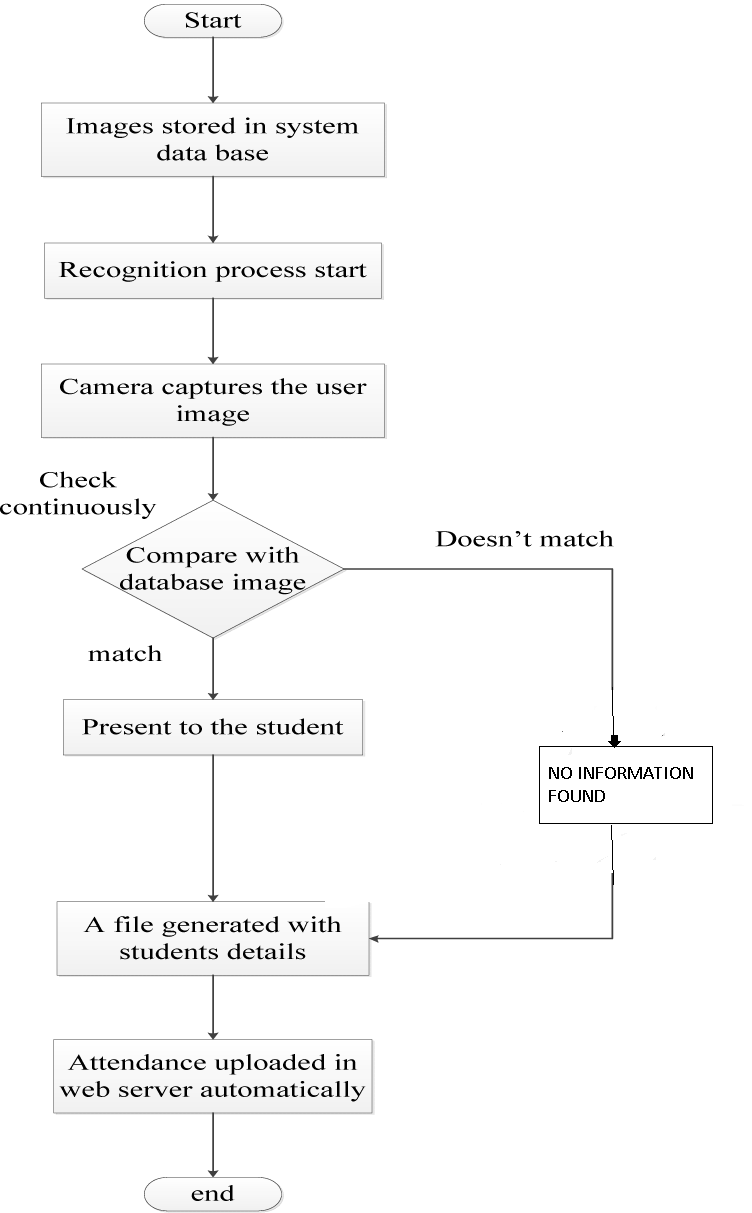 Start
Images stored in system
data base
Recognition process start
Camera captures the user
image
Check
continuously
Compare with
database image
Doesn’t match
match
Present to the student
NO INFORMATION
FOUND
A file generated with
students details
Attendance uploaded in
web server automatically
end